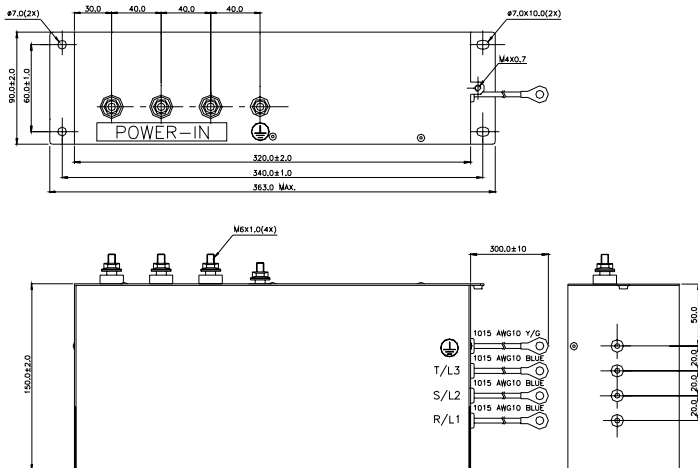 ø7.0(2X)
30.0
40.0
40.0
40.0
ø7.0X10.0(2X)
M4X0.7
90.0±2.0
60.0±1.0
POWER-IN
320.0±2.0
340.0±1.0
363.0 MAX.
M6X1.0(4X)
300.0±10
150.0±2.0
1015 AWG10 Y/G
1015 AWG10 BLUE
T/L3
1015 AWG10 BLUE
S/L2
1015 AWG10 BLUE
R/L1
50.0
20.0
20.0
20.0